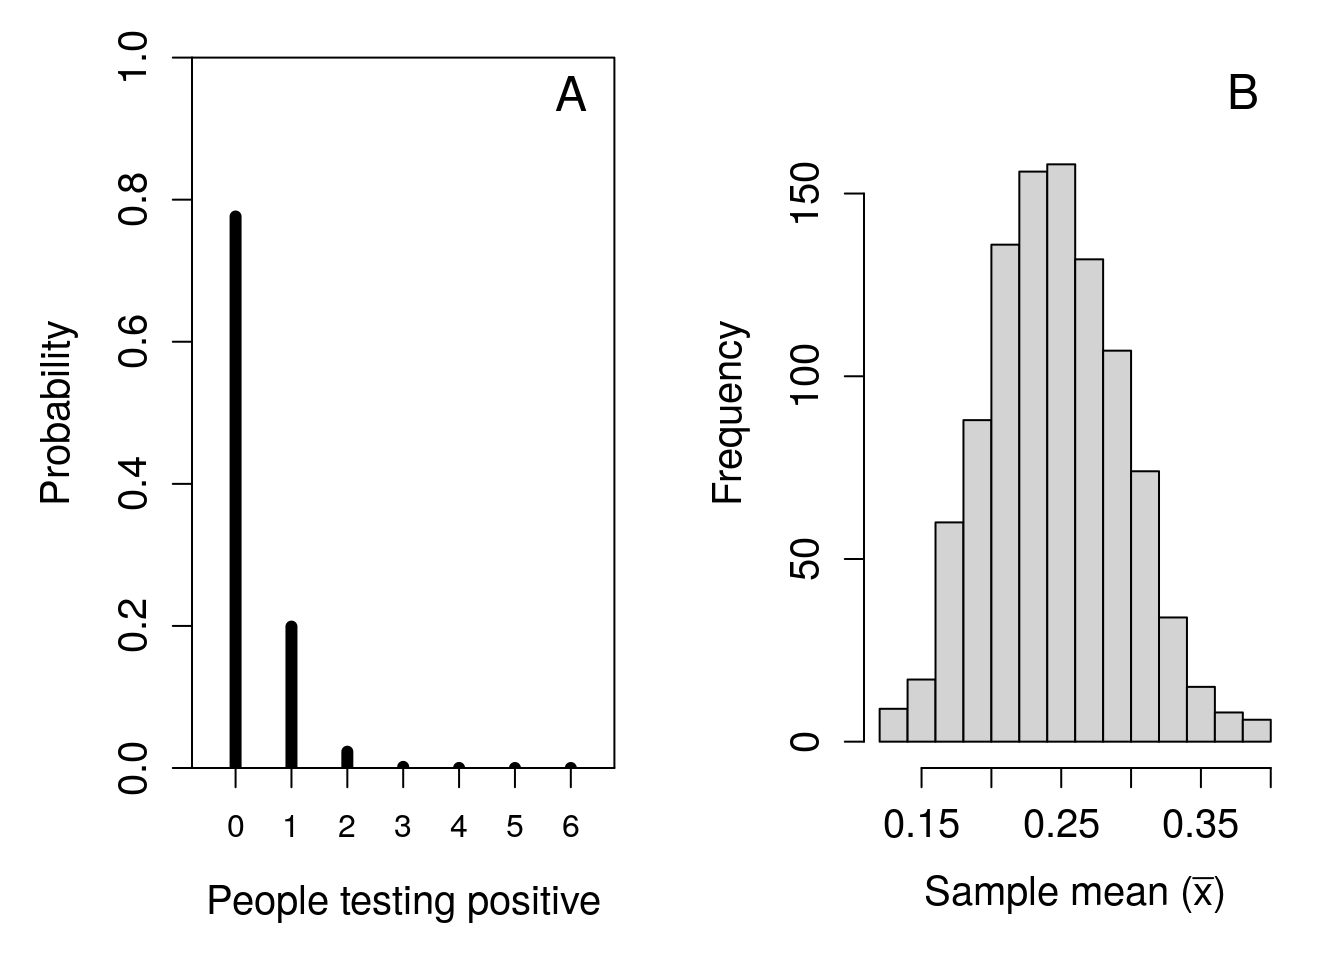 A
1.0
0.8
0.6
0.4
0.2
0.0
Probability
0 1 2 3 4 5 6
People testing positive
B
150
100
50
0
Frequency
0.15 0.25 0.35
Sample mean (x̅)